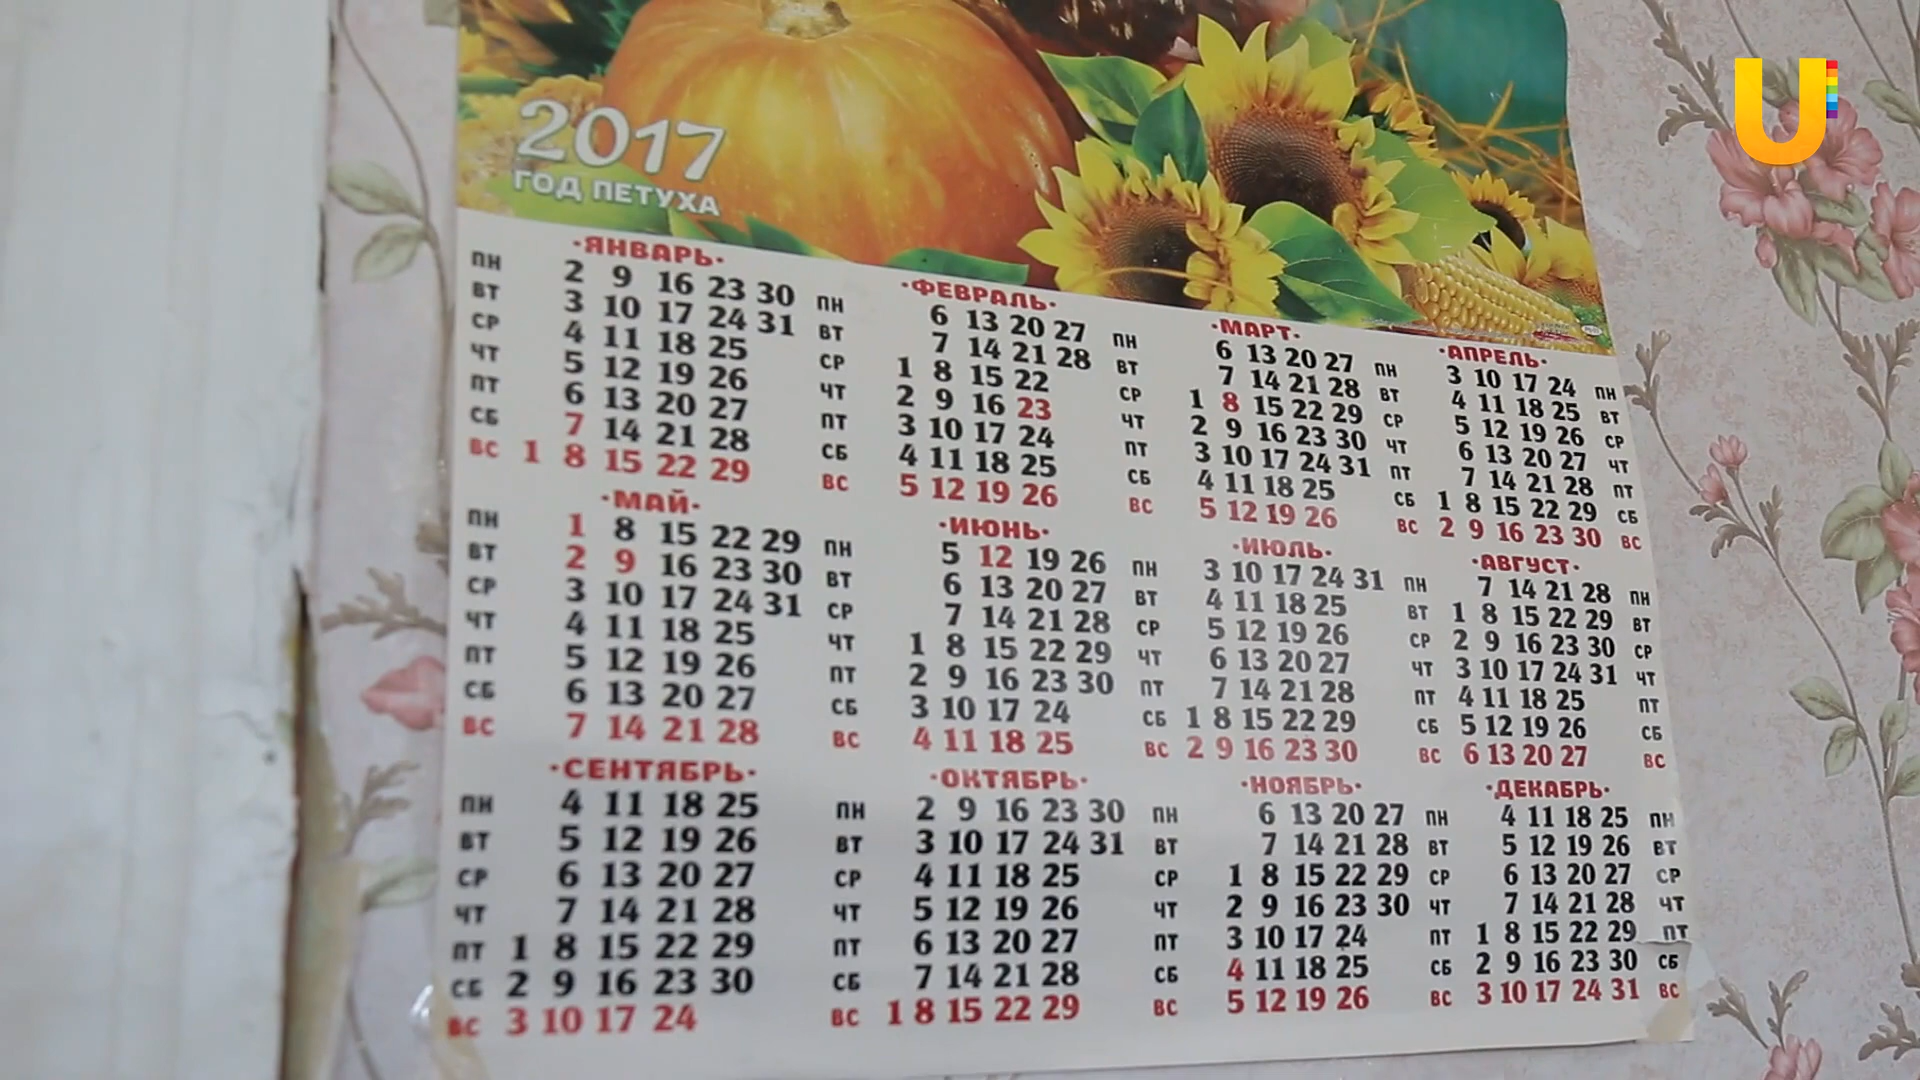 U
2017
ГОД ПЕТУХА
·ЯНВАРЬ·
ПН 2 9 16 23 30
ВТ 3 10 17 24 31
СР 4 11 18 25
ЧТ 5 12 19 26
ПТ 6 13 20 27
СБ 7 14 21 28
ВС 1 8 15 22 29
·ФЕВРАЛЬ·
ПН 6 13 20 27
ВТ 7 14 21 28
СР 1 8 15 22
ЧТ 2 9 16 23
ПТ 3 10 17 24
СБ 4 11 18 25
ВС 5 12 19 26
·МАРТ·
ПН 6 13 20 27 ПН
ВТ 7 14 21 28 ВТ
СР 1 8 15 22 29 СР
ЧТ 2 9 16 23 30 ЧТ
ПТ 3 10 17 24 31 ПТ
СБ 4 11 18 25 СБ
ВС 5 12 19 26 ВС
·АПРЕЛЬ·
3 10 17 24 ПН
4 11 18 25 ВТ
5 12 19 26 СР
6 13 20 27 ЧТ
7 14 21 28 ПТ
1 8 15 22 29 СБ
2 9 16 23 30 ВС
·МАЙ·
ПН 1 8 15 22 29
ВТ 2 9 16 23 30
СР 3 10 17 24 31
ЧТ 4 11 18 25
ПТ 5 12 19 26
СБ 6 13 20 27
ВС 7 14 21 28
·ИЮНЬ·
ПН 5 12 19 26
ВТ 6 13 20 27
СР 7 14 21 28
ЧТ 1 8 15 22 29
ПТ 2 9 16 23 30
СБ 3 10 17 24
ВС 4 11 18 25
·ИЮЛЬ·
ПН 3 10 17 24 31 ПН
ВТ 4 11 18 25 ВТ
СР 5 12 19 26 СР
ЧТ 6 13 20 27 ЧТ
ПТ 7 14 21 28 ПТ
СБ 1 8 15 22 29 СБ
ВС 2 9 16 23 30 ВС
·АВГУСТ·
7 14 21 28 ПН
1 8 15 22 29 ВТ
2 9 16 23 30 СР
3 10 17 24 31 ЧТ
4 11 18 25 ПТ
5 12 19 26 СБ
6 13 20 27 ВС
·СЕНТЯБРЬ·
ПН 4 11 18 25
ВТ 5 12 19 26
СР 6 13 20 27
ЧТ 7 14 21 28
ПТ 1 8 15 22 29
СБ 2 9 16 23 30
ВС 3 10 17 24
·ОКТЯБРЬ·
ПН 2 9 16 23 30
ВТ 3 10 17 24 31
СР 4 11 18 25
ЧТ 5 12 19 26
ПТ 6 13 20 27
СБ 7 14 21 28
ВС 1 8 15 22 29
·НОЯБРЬ·
ПН 6 13 20 27 ПН
ВТ 7 14 21 28 ВТ
СР 1 8 15 22 29 СР
ЧТ 2 9 16 23 30 ЧТ
ПТ 3 10 17 24 ПТ
СБ 4 11 18 25 СБ
ВС 5 12 19 26 ВС
·ДЕКАБРЬ·
4 11 18 25 ПН
5 12 19 26 ВТ
6 13 20 27 СР
7 14 21 28 ЧТ
1 8 15 22 29 ПТ
2 9 16 23 30 СБ
3 10 17 24 31 ВС